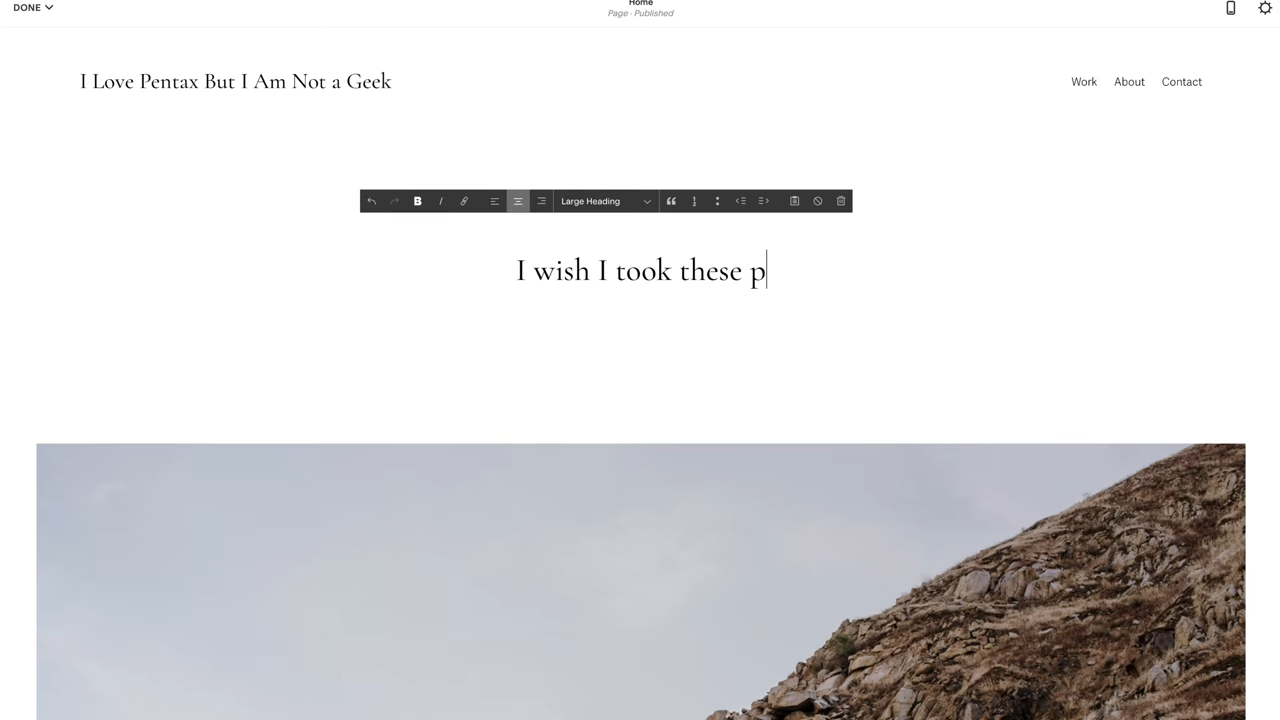 DONE
Home
Page · Published
I Love Pentax But I Am Not a Geek
Work About Contact
B I Large Heading
I wish I took these p